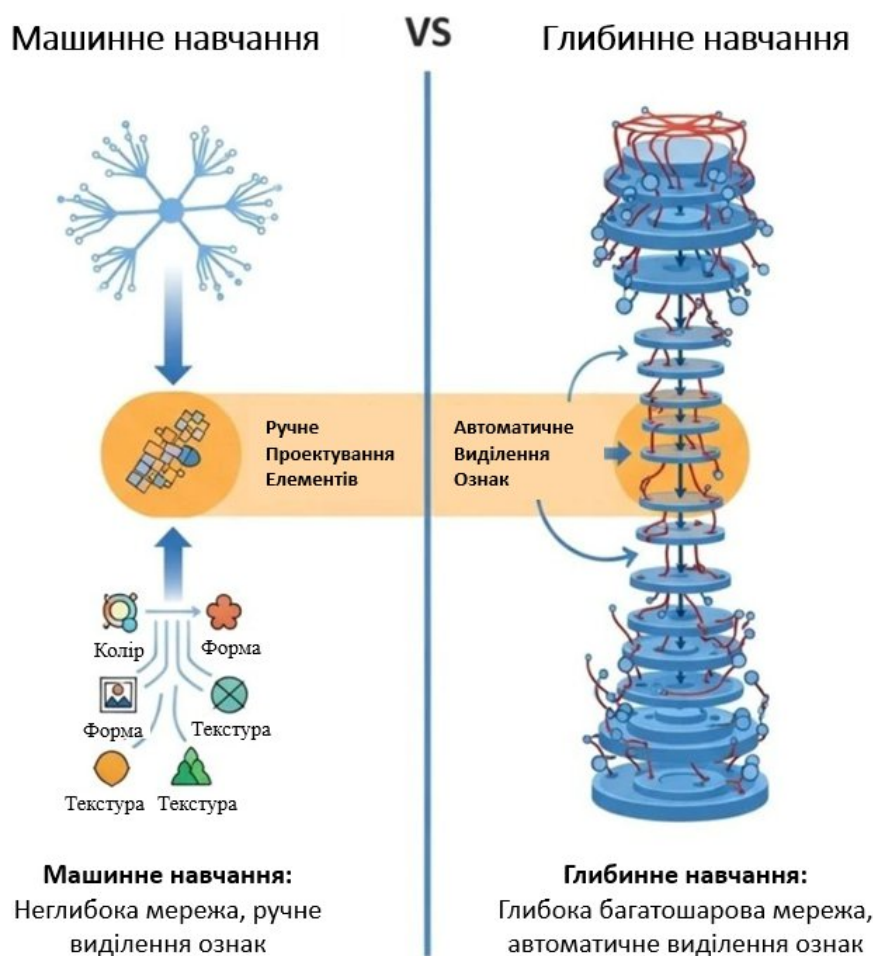 Машинне навчання
VS
Глибинне навчання
Ручне
Проектування
Елементів
Автоматичне
Виділення
Ознак
Колір
Форма
Форма
Текстура
Текстура
Текстура
Машинне навчання:
Неглибока мережа, ручне
виділення ознак
Глибинне навчання:
Глибока багатошарова мережа,
автоматичне виділення ознак